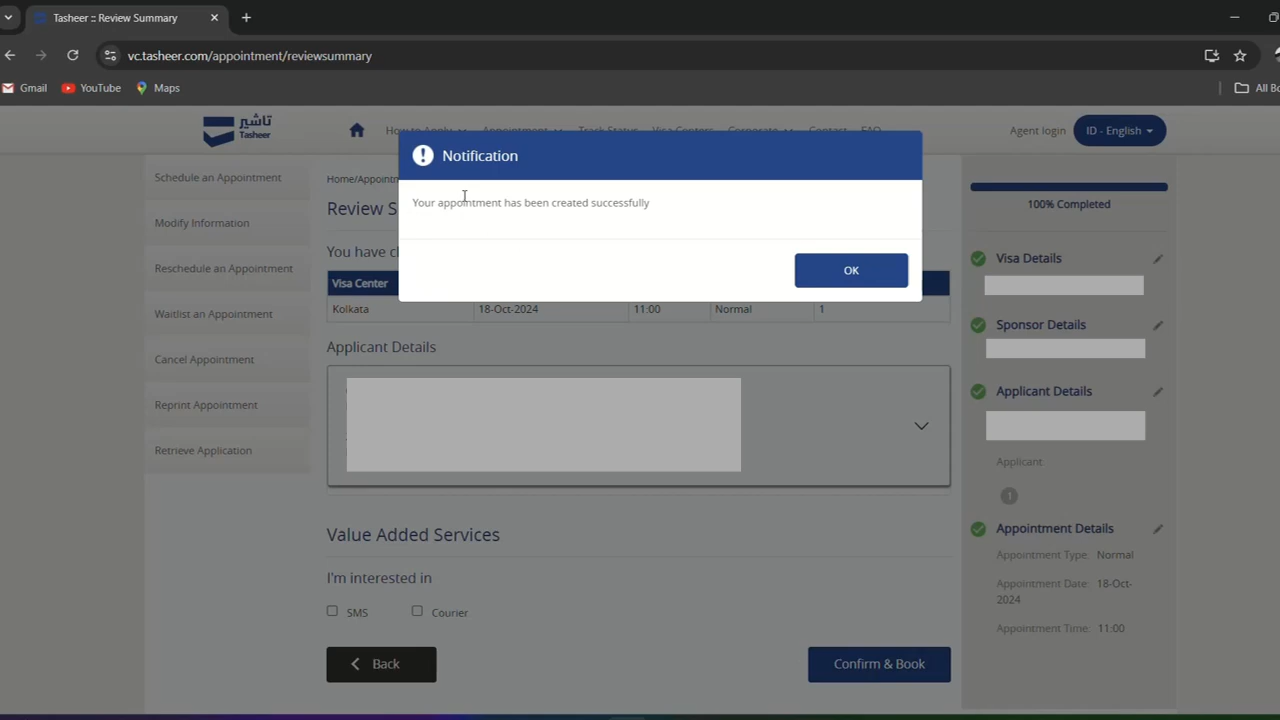 Tasheer :: Review Summary
vc.tasheer.com/appointment/reviewsummary
Gmail YouTube Maps All Bo
تاشير
Tasheer
How to Apply Appointment Track Status Visa Centers Corporate Contact FAQ
Agent login ID - English
Notification
Your appointment has been created successfully
OK
Schedule an Appointment
Modify Information
Reschedule an Appointment
Waitlist an Appointment
Cancel Appointment
Reprint Appointment
Retrieve Application
Home/Appointm
Review S
You have c
Visa Center
Kolkata 18-Oct-2024 11:00 Normal 1
Applicant Details
Value Added Services
I'm interested in
SMS Courier
Back Confirm & Book
100% Completed
Visa Details
Sponsor Details
Applicant Details
Applicant
1
Appointment Details
Appointment Type: Normal
Appointment Date: 18-Oct-
2024
Appointment Time: 11:00